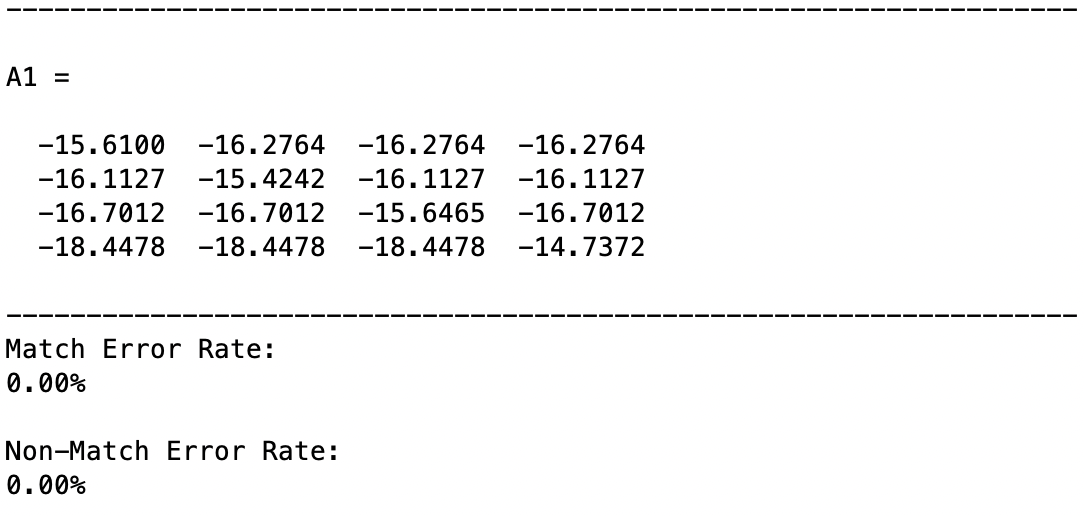 --------------------------------------------------------------------
A1 =
-15.6100 -16.2764 -16.2764 -16.2764
-16.1127 -15.4242 -16.1127 -16.1127
-16.7012 -16.7012 -15.6465 -16.7012
-18.4478 -18.4478 -18.4478 -14.7372
--------------------------------------------------------------------
Match Error Rate:
0.00%
Non-Match Error Rate:
0.00%